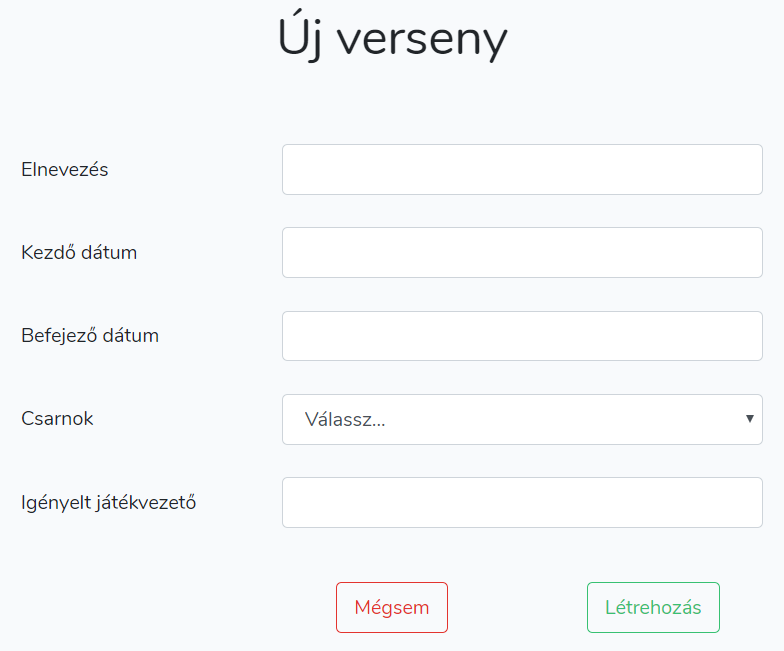 Új verseny
Elnevezés
Kezdő dátum
Befejező dátum
Csarnok
Válassz...
Igényelt játékvezető
Mégsem
Létrehozás